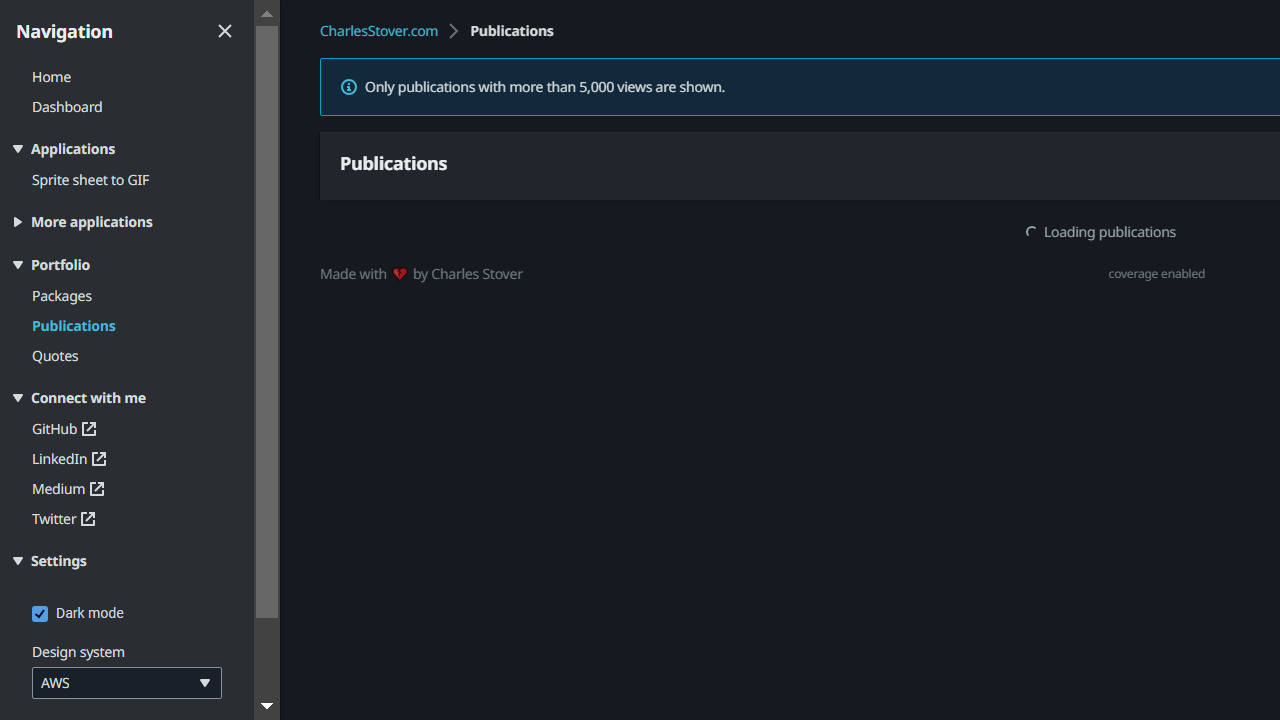 Navigation
Home
Dashboard
Applications
Sprite sheet to GIF
More applications
Portfolio
Packages
Publications
Quotes
Connect with me
GitHub
LinkedIn
Medium
Twitter
Settings
Dark mode
Design system
AWS
CharlesStover.com > Publications
Only publications with more than 5,000 views are shown.
Publications
Loading publications
Made with 💔 by Charles Stover
coverage enabled